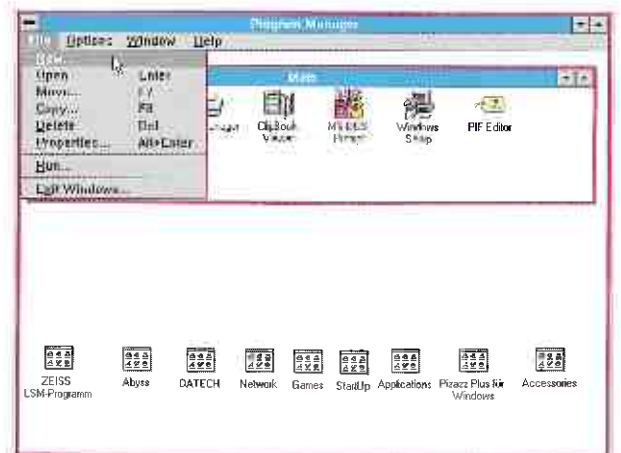 Program Manager
File Options Window Help
New...
Open Enter
Move... F7
Copy... F8
Delete Del
Properties... Alt+Enter
Run...
Exit Windows...
Main
ClipBook Viewer
MS-DOS Prompt
Windows Setup
PIF Editor
ZEISS LSM-Programm
Abyss
DATECH
Network
Games
StartUp
Applications
Pizazz Plus für Windows
Accessories